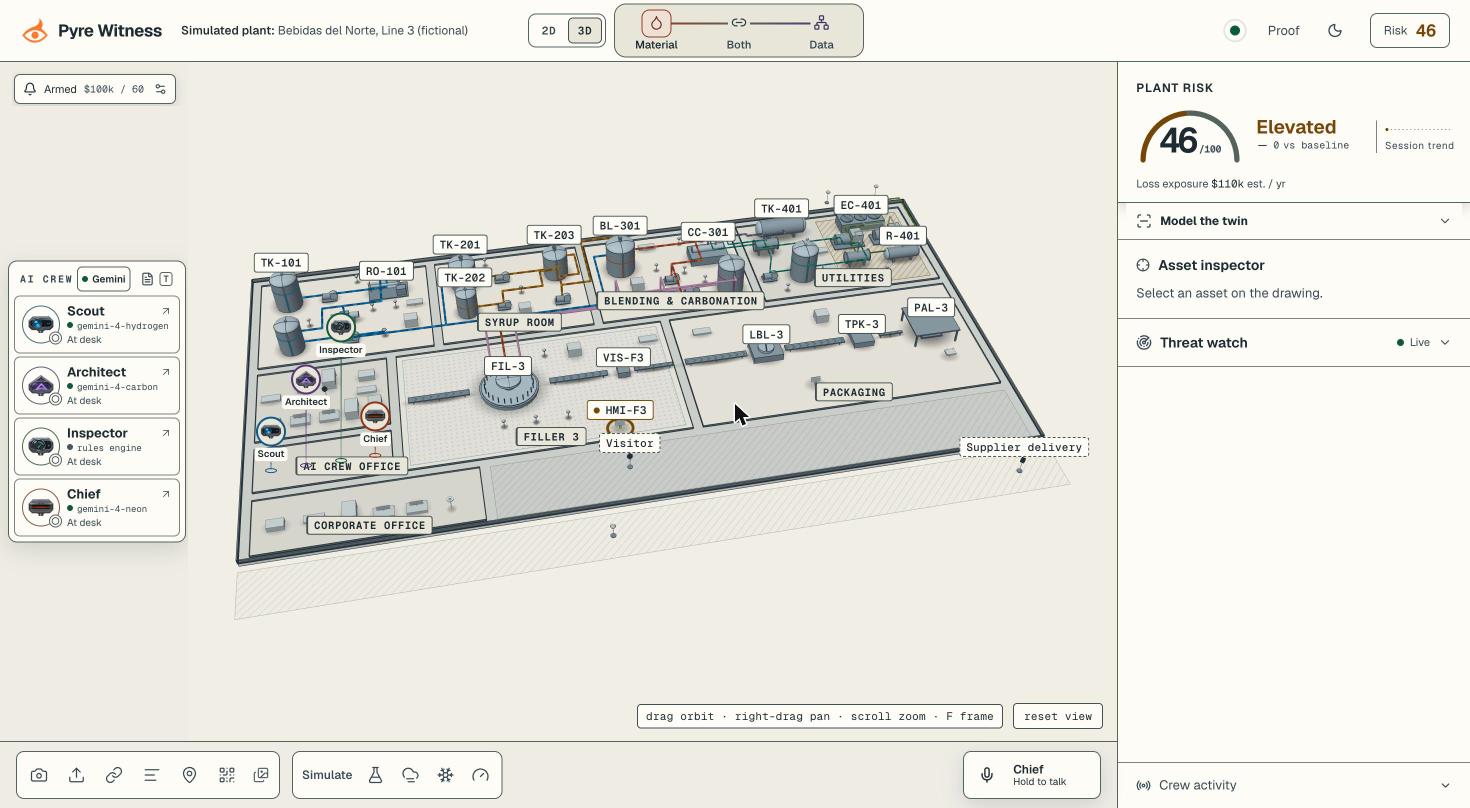 Pyre Witness
Simulated plant: Bebidas del Norte, Line 3 (fictional)
2D 3D
Material Both Data
Proof
Risk 46
Armed $100k / 60
AI CREW Gemini T
Scout
gemini-4-hydrogen
At desk
Architect
gemini-4-carbon
At desk
Inspector
rules engine
At desk
Chief
gemini-4-neon
At desk
TK-101
RO-101
TK-201
TK-202
TK-203
BL-301
CC-301
TK-401
EC-401
R-401
UTILITIES
BLENDING & CARBONATION
SYRUP ROOM
Inspector
FIL-3
VIS-F3
LBL-3
TPK-3
PAL-3
PACKAGING
Architect
Chief
Scout
HMI-F3
FILLER 3
Visitor
Supplier delivery
AI CREW OFFICE
CORPORATE OFFICE
drag orbit · right-drag pan · scroll zoom · F frame
reset view
Simulate
Chief
Hold to talk
PLANT RISK
46/100
Elevated
— 0 vs baseline
Session trend
Loss exposure $110k est. / yr
Model the twin
Asset inspector
Select an asset on the drawing.
Threat watch
Live
Crew activity